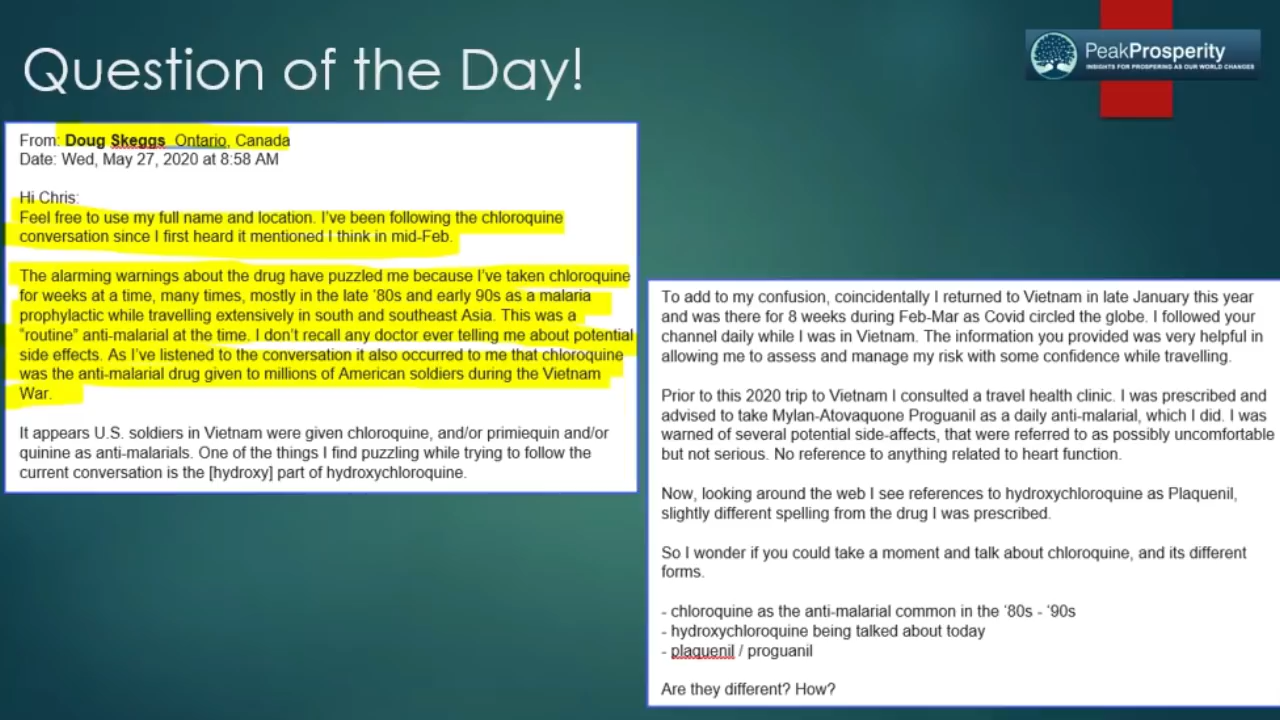 Question of the Day!
PeakProsperity
INSIGHTS FOR PROSPERING AS OUR WORLD CHANGES
From: Doug Skeggs  Ontario, Canada
Date: Wed, May 27, 2020 at 8:58 AM
Hi Chris:
Feel free to use my full name and location. I've been following the chloroquine
conversation since I first heard it mentioned I think in mid-Feb.
The alarming warnings about the drug have puzzled me because I've taken chloroquine
for weeks at a time, many times, mostly in the late '80s and early 90s as a malaria
prophylactic while travelling extensively in south and southeast Asia. This was a
"routine" anti-malarial at the time. I don't recall any doctor ever telling me about potential
side effects. As I've listened to the conversation it also occurred to me that chloroquine
was the anti-malarial drug given to millions of American soldiers during the Vietnam
War.
It appears U.S. soldiers in Vietnam were given chloroquine, and/or primiequin and/or
quinine as anti-malarials. One of the things I find puzzling while trying to follow the
current conversation is the [hydroxy] part of hydroxychloroquine.
To add to my confusion, coincidentally I returned to Vietnam in late January this year
and was there for 8 weeks during Feb-Mar as Covid circled the globe. I followed your
channel daily while I was in Vietnam. The information you provided was very helpful in
allowing me to assess and manage my risk with some confidence while travelling.
Prior to this 2020 trip to Vietnam I consulted a travel health clinic. I was prescribed and
advised to take Mylan-Atovaquone Proguanil as a daily anti-malarial, which I did. I was
warned of several potential side-affects, that were referred to as possibly uncomfortable
but not serious. No reference to anything related to heart function.
Now, looking around the web I see references to hydroxychloroquine as Plaquenil,
slightly different spelling from the drug I was prescribed.
So I wonder if you could take a moment and talk about chloroquine, and its different
forms.
- chloroquine as the anti-malarial common in the '80s - '90s
- hydroxychloroquine being talked about today
- plaquenil / proguanil
Are they different? How?